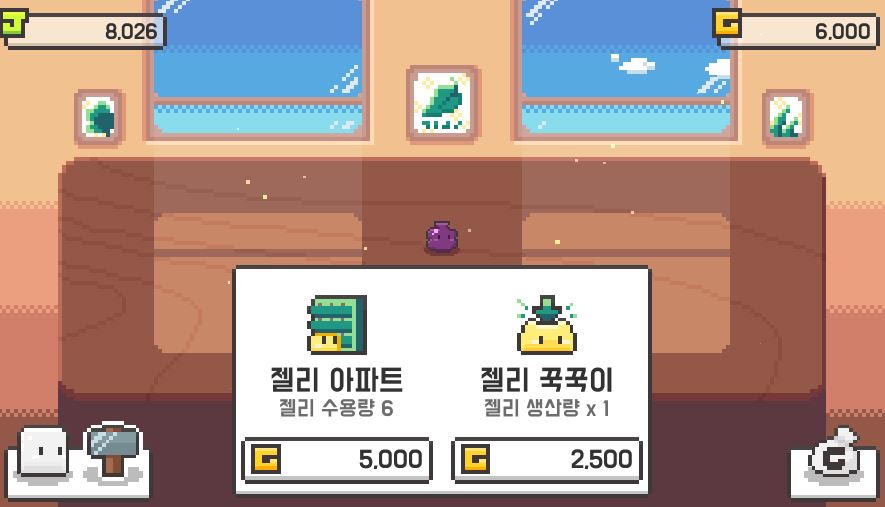 J 8,026
G 6,000
젤리 아파트
젤리 수용량 6
G 5,000
젤리 꾹꾹이
젤리 생산량 x 1
G 2,500
G